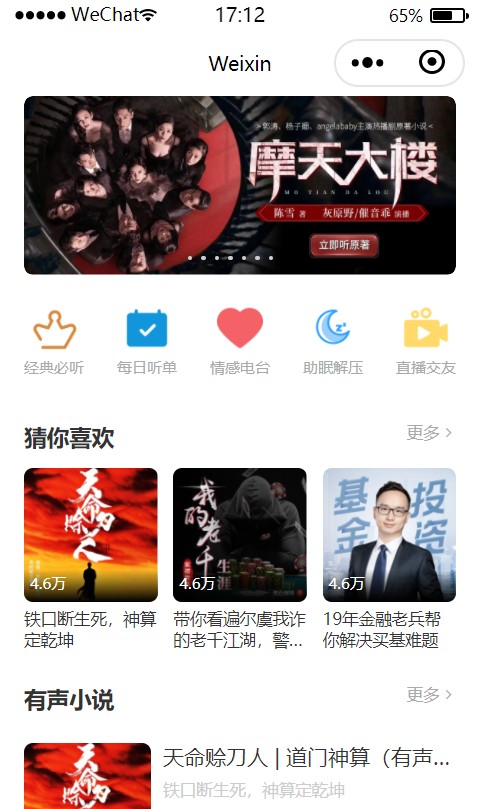 WeChat
17:12
65%
Weixin
>郭涛、杨子姗、angelababy主演热播剧原著小说<
摩天大楼
MO TIAN DA LOU
陈雪 著 灰原野/催音乖 演播
立即听原著
经典必听
每日听单
情感电台
助眠解压
直播交友
猜你喜欢
更多
天命赊刀人
4.6万
我的老千生涯
4.6万
基金投资
4.6万
铁口断生死，神算
定乾坤
带你看遍尔虞我诈
的老千江湖，警...
19年金融老兵帮
你解决买基难题
有声小说
更多
天命
天命赊刀人 | 道门神算（有声...
铁口断生死，神算定乾坤